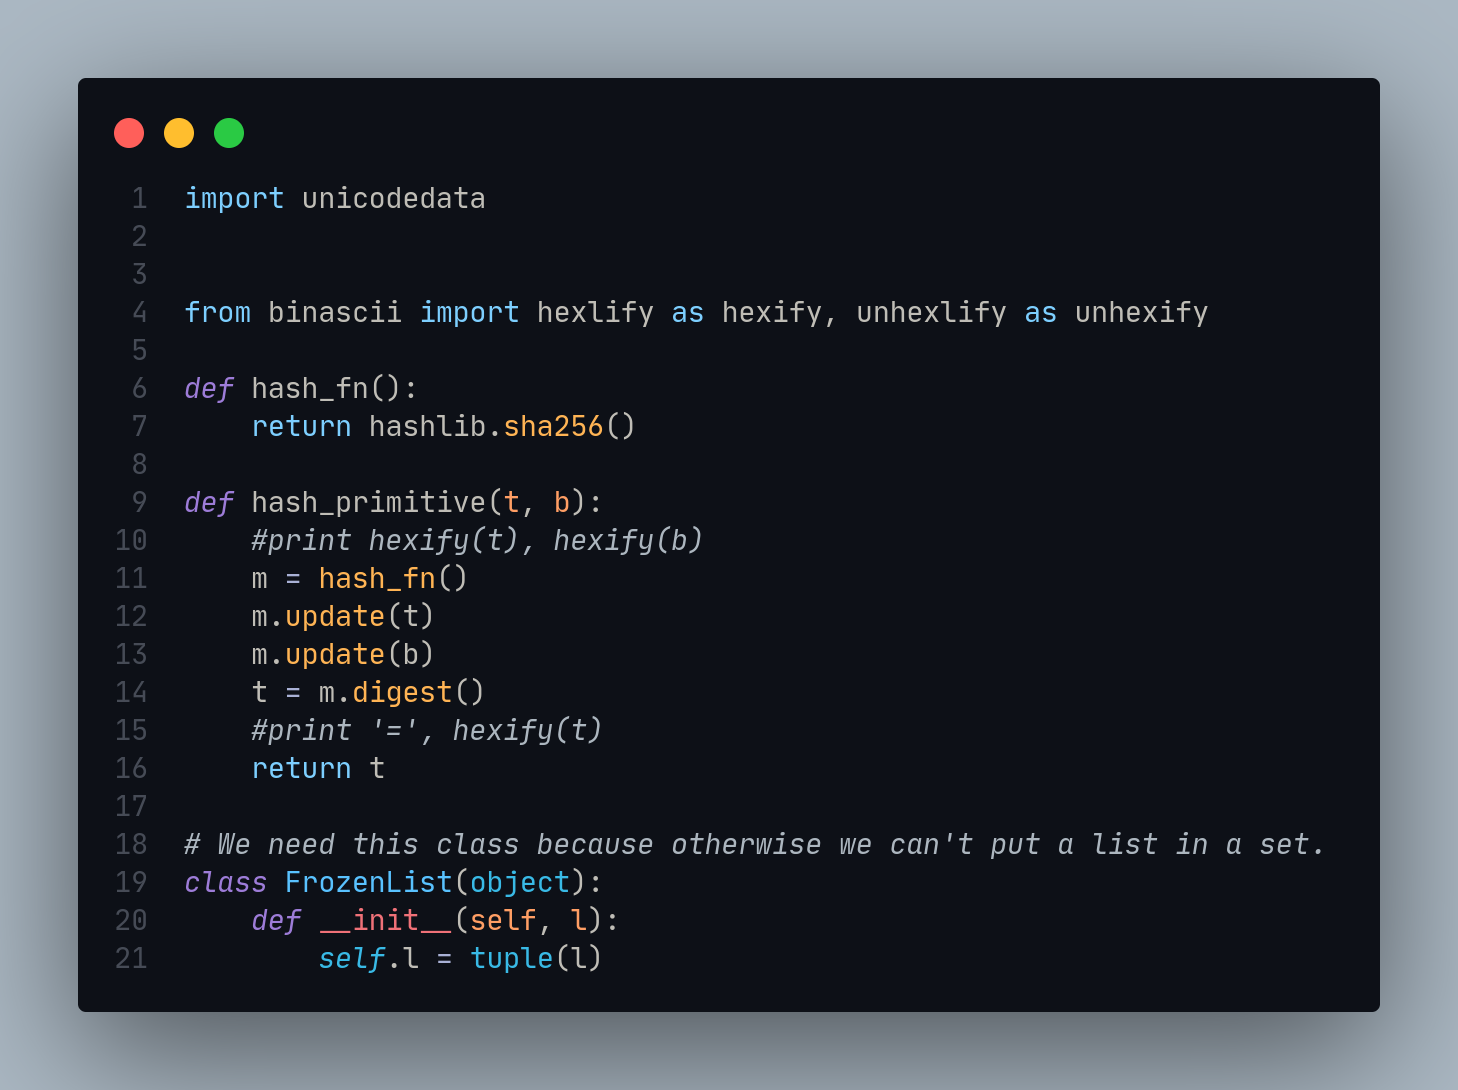 1 import unicodedata
2
3
4 from binascii import hexlify as hexify, unhexlify as unhexify
5
6 def hash_fn():
7     return hashlib.sha256()
8
9 def hash_primitive(t, b):
10     #print hexify(t), hexify(b)
11     m = hash_fn()
12     m.update(t)
13     m.update(b)
14     t = m.digest()
15     #print '=', hexify(t)
16     return t
17
18 # We need this class because otherwise we can't put a list in a set.
19 class FrozenList(object):
20     def __init__(self, l):
21         self.l = tuple(l)